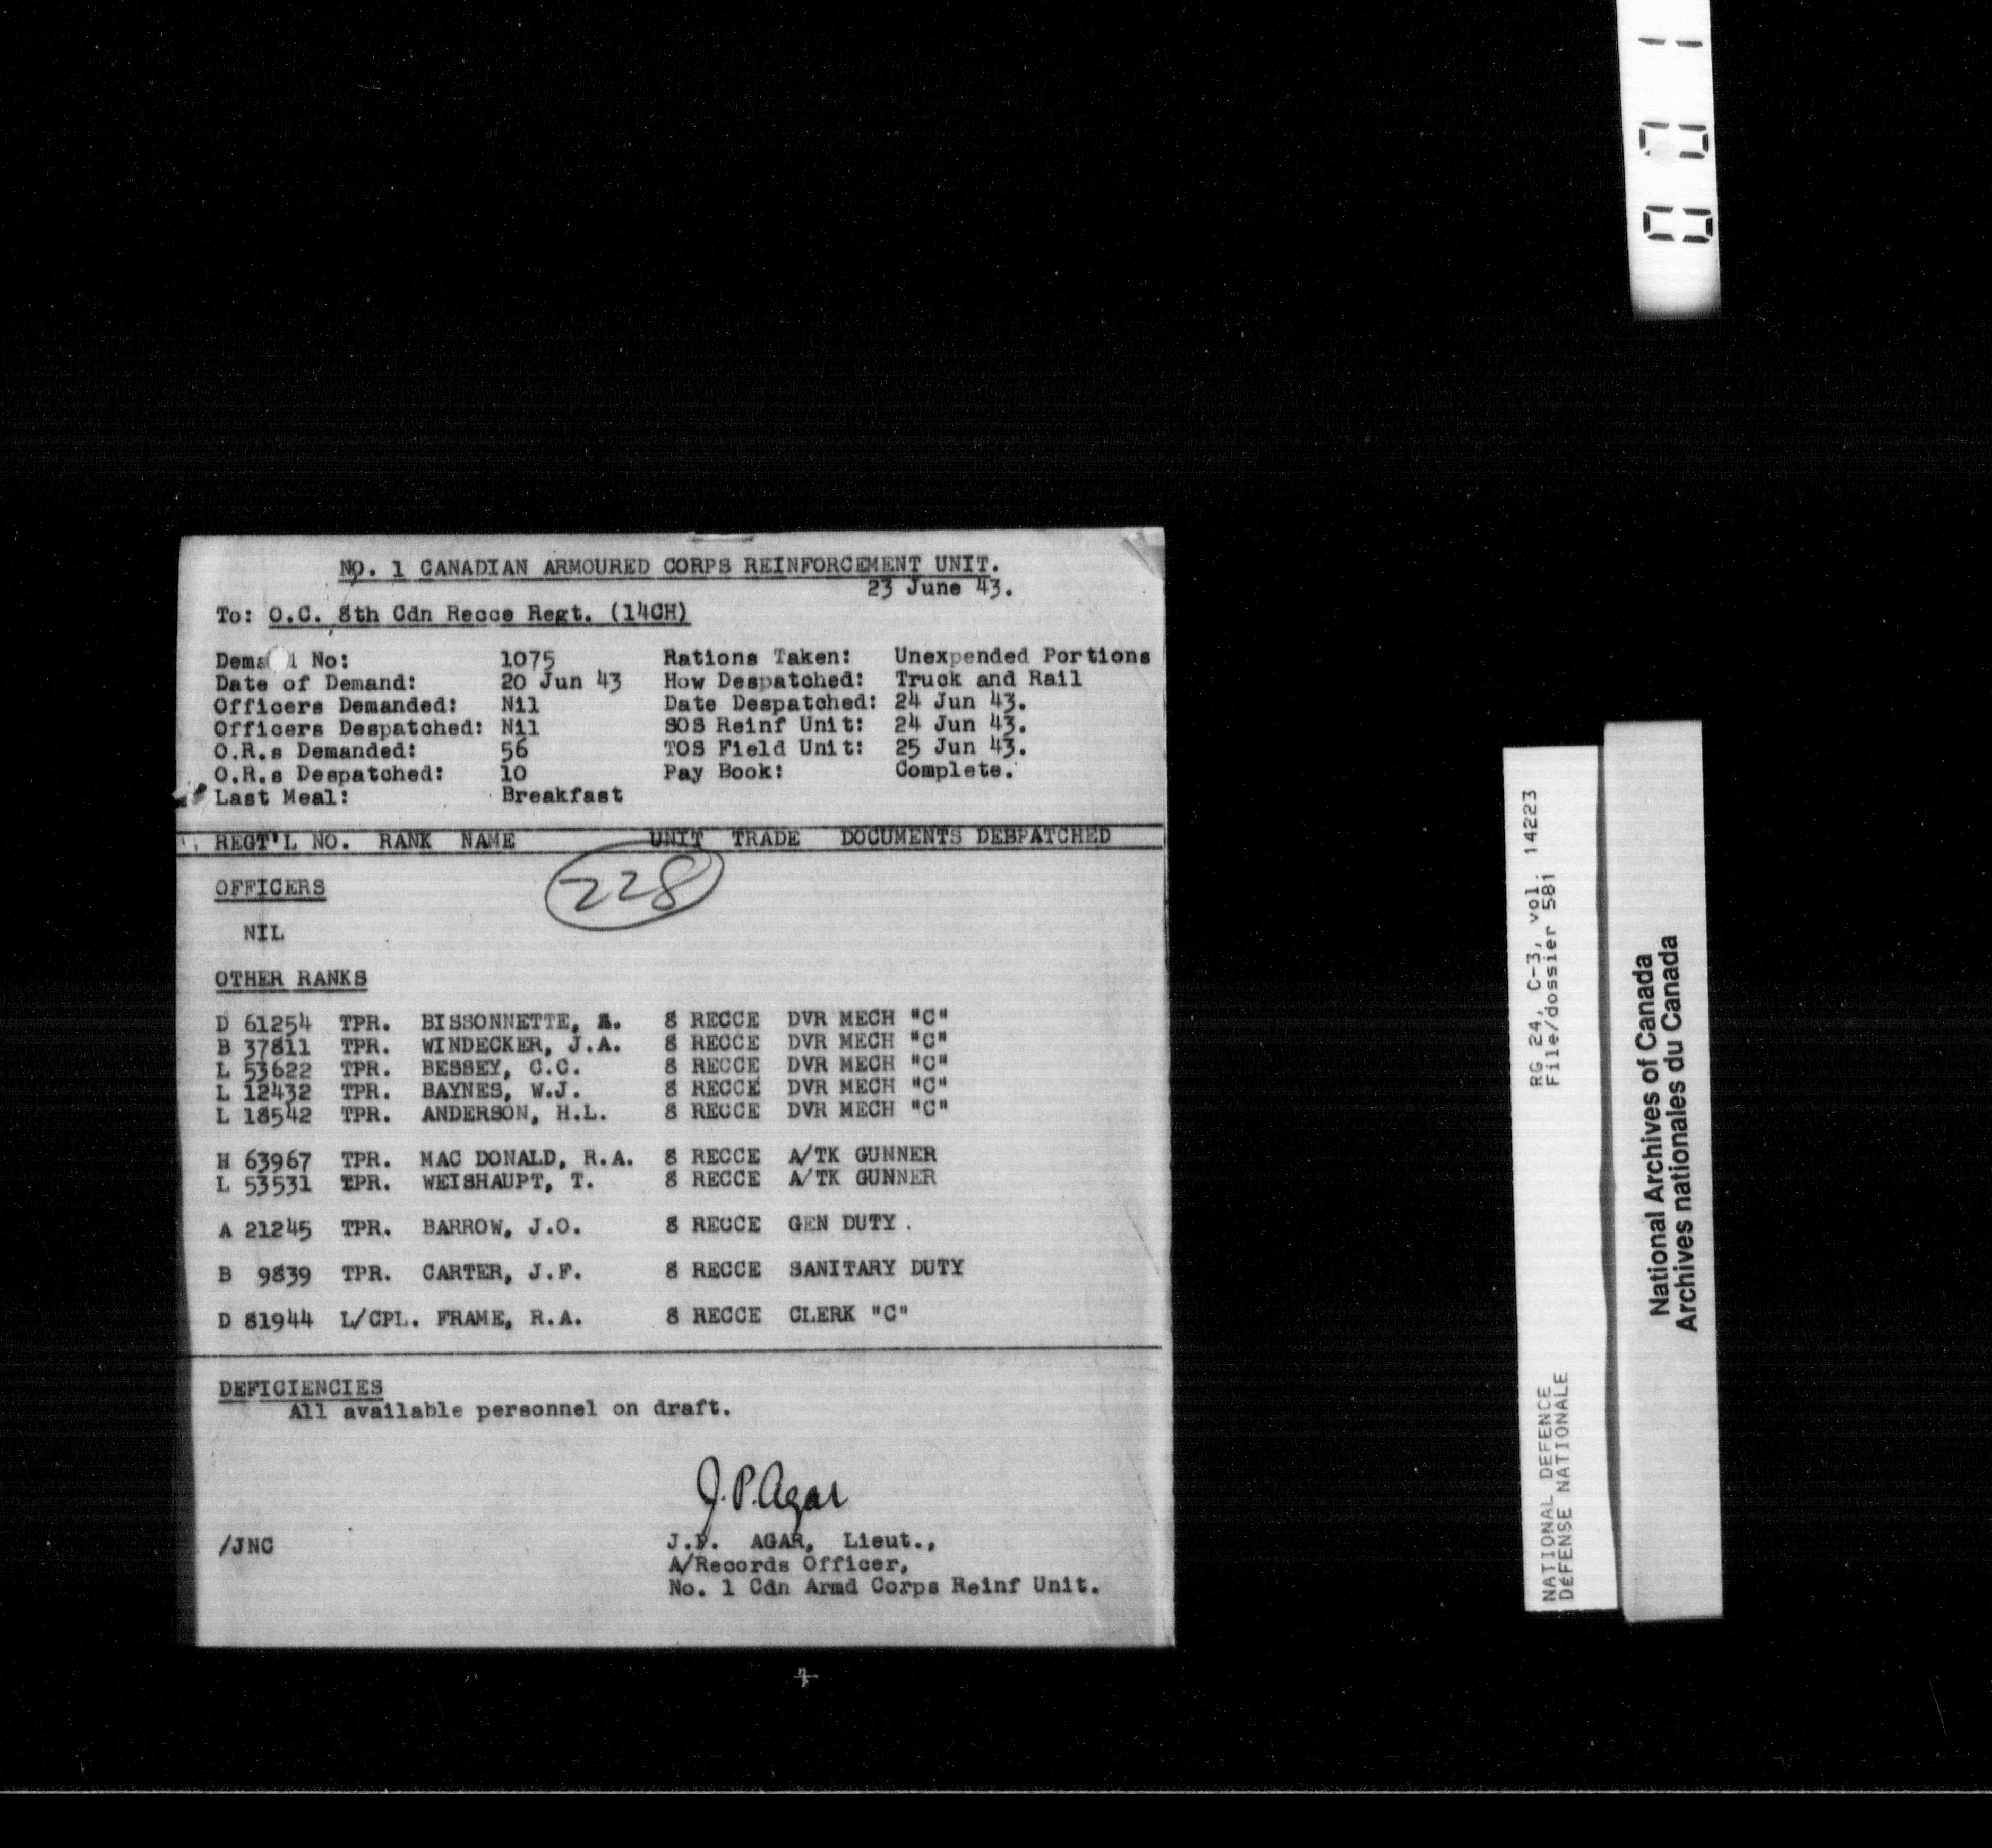 NO. 1 CANADIAN ARMOURED CORPS REINFORCEMENT UNIT.
23 June 43.
To: O.C. 8th Cdn Recce Regt. (14CH)
No: 1075 Rations Taken: Unexpended Portions
Date of Demand: 20 Jun 43 How Despatched: Truck and Rail
Officers Demanded: Nil Date Despatched: 24 Jun 43.
Officers Despatched: Nil SOS Reinf Unit: 24 Jun 43.
O.R.s Demanded: 56 TOS Field Unit: 25 Jun 43.
O.R.s Despatched: 10 Pay Book: Complete.
Last Meal: Breakfast
REGT'L NO. RANK NAME UNIT TRADE DOCUMENTS DESPATCHED
228
OFFICERS
NIL
OTHER RANKS
D 61254 TPR. BISSONNETTE, A. 8 RECCE DVR MECH "C"
B 37811 TPR. WINDECKER, J.A. 8 RECCE DVR MECH "C"
L 53622 TPR. BESSEY, C.C. 8 RECCE DVR MECH "C"
L 12432 TPR. BAYNES, W.J. 8 RECCE DVR MECH "C"
L 18542 TPR. ANDERSON, H.L. 8 RECCE DVR MECH "C"
H 63967 TPR. MAC DONALD, R.A. 8 RECCE A/TK GUNNER
L 53531 TPR. WEISHAUPT, T. 8 RECCE A/TK GUNNER
A 21245 TPR. BARROW, J.O. 8 RECCE GEN DUTY.
B 9839 TPR. CARTER, J.F. 8 RECCE SANITARY DUTY
D 81944 L/CPL. FRAME, R.A. 8 RECCE CLERK "C"
DEFICIENCIES
All available personnel on draft.
J.P. Agar
/JNC
J.P. AGAR, Lieut.,
A/Records Officer,
No. 1 Cdn Armd Corps Reinf Unit.
001
NATIONAL DEFENCE RG 24, C-3, vol. 14223
DéFENSE NATIONALE File/dossier 581
National Archives of Canada
Archives nationales du Canada